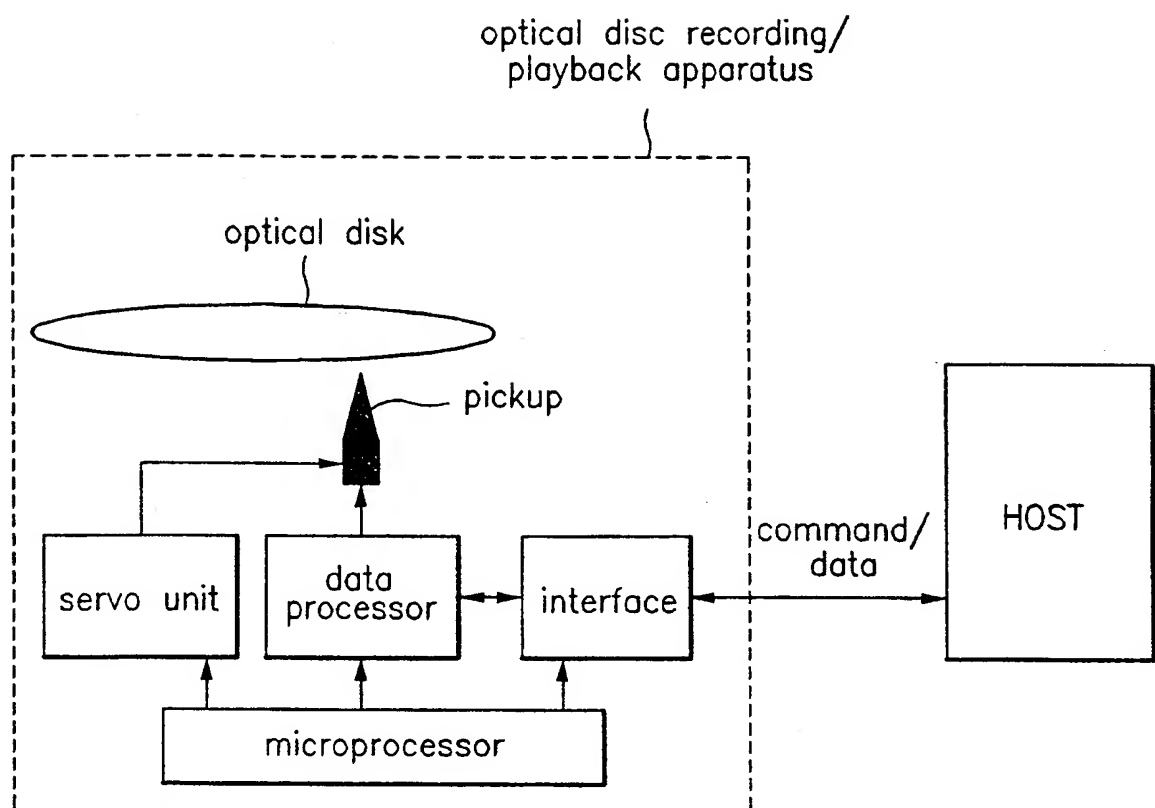 optical disc recording/
playback apparatus
optical disk
pickup
command/
data
HOST
servo unit
data
processor
interface
microprocessor